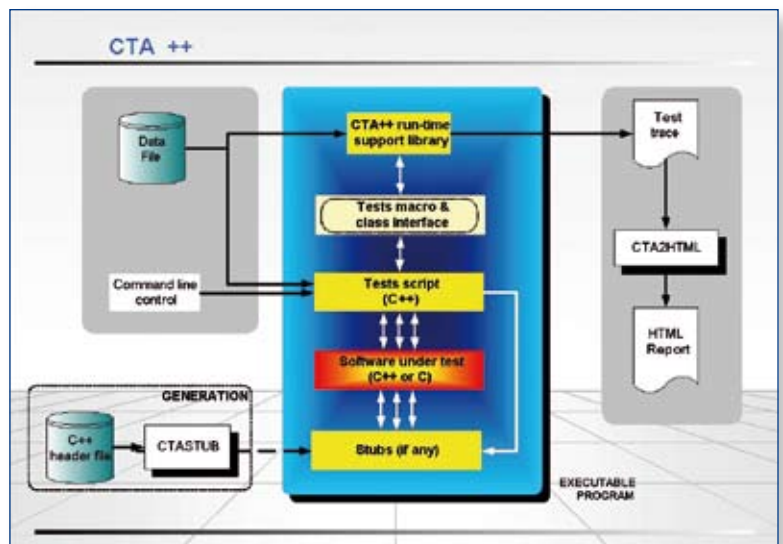 CTA ++
Data
File
Command line
control
CTA++ run-time
support library
Tests macro &
class interface
Tests script
(C++)
Software under test
(C++ or C)
Stubs (if any)
Test
trace
CTA2HTML
HTML
Report
GENERATION
C++
header file
CTASTUB
EXECUTABLE
PROGRAM